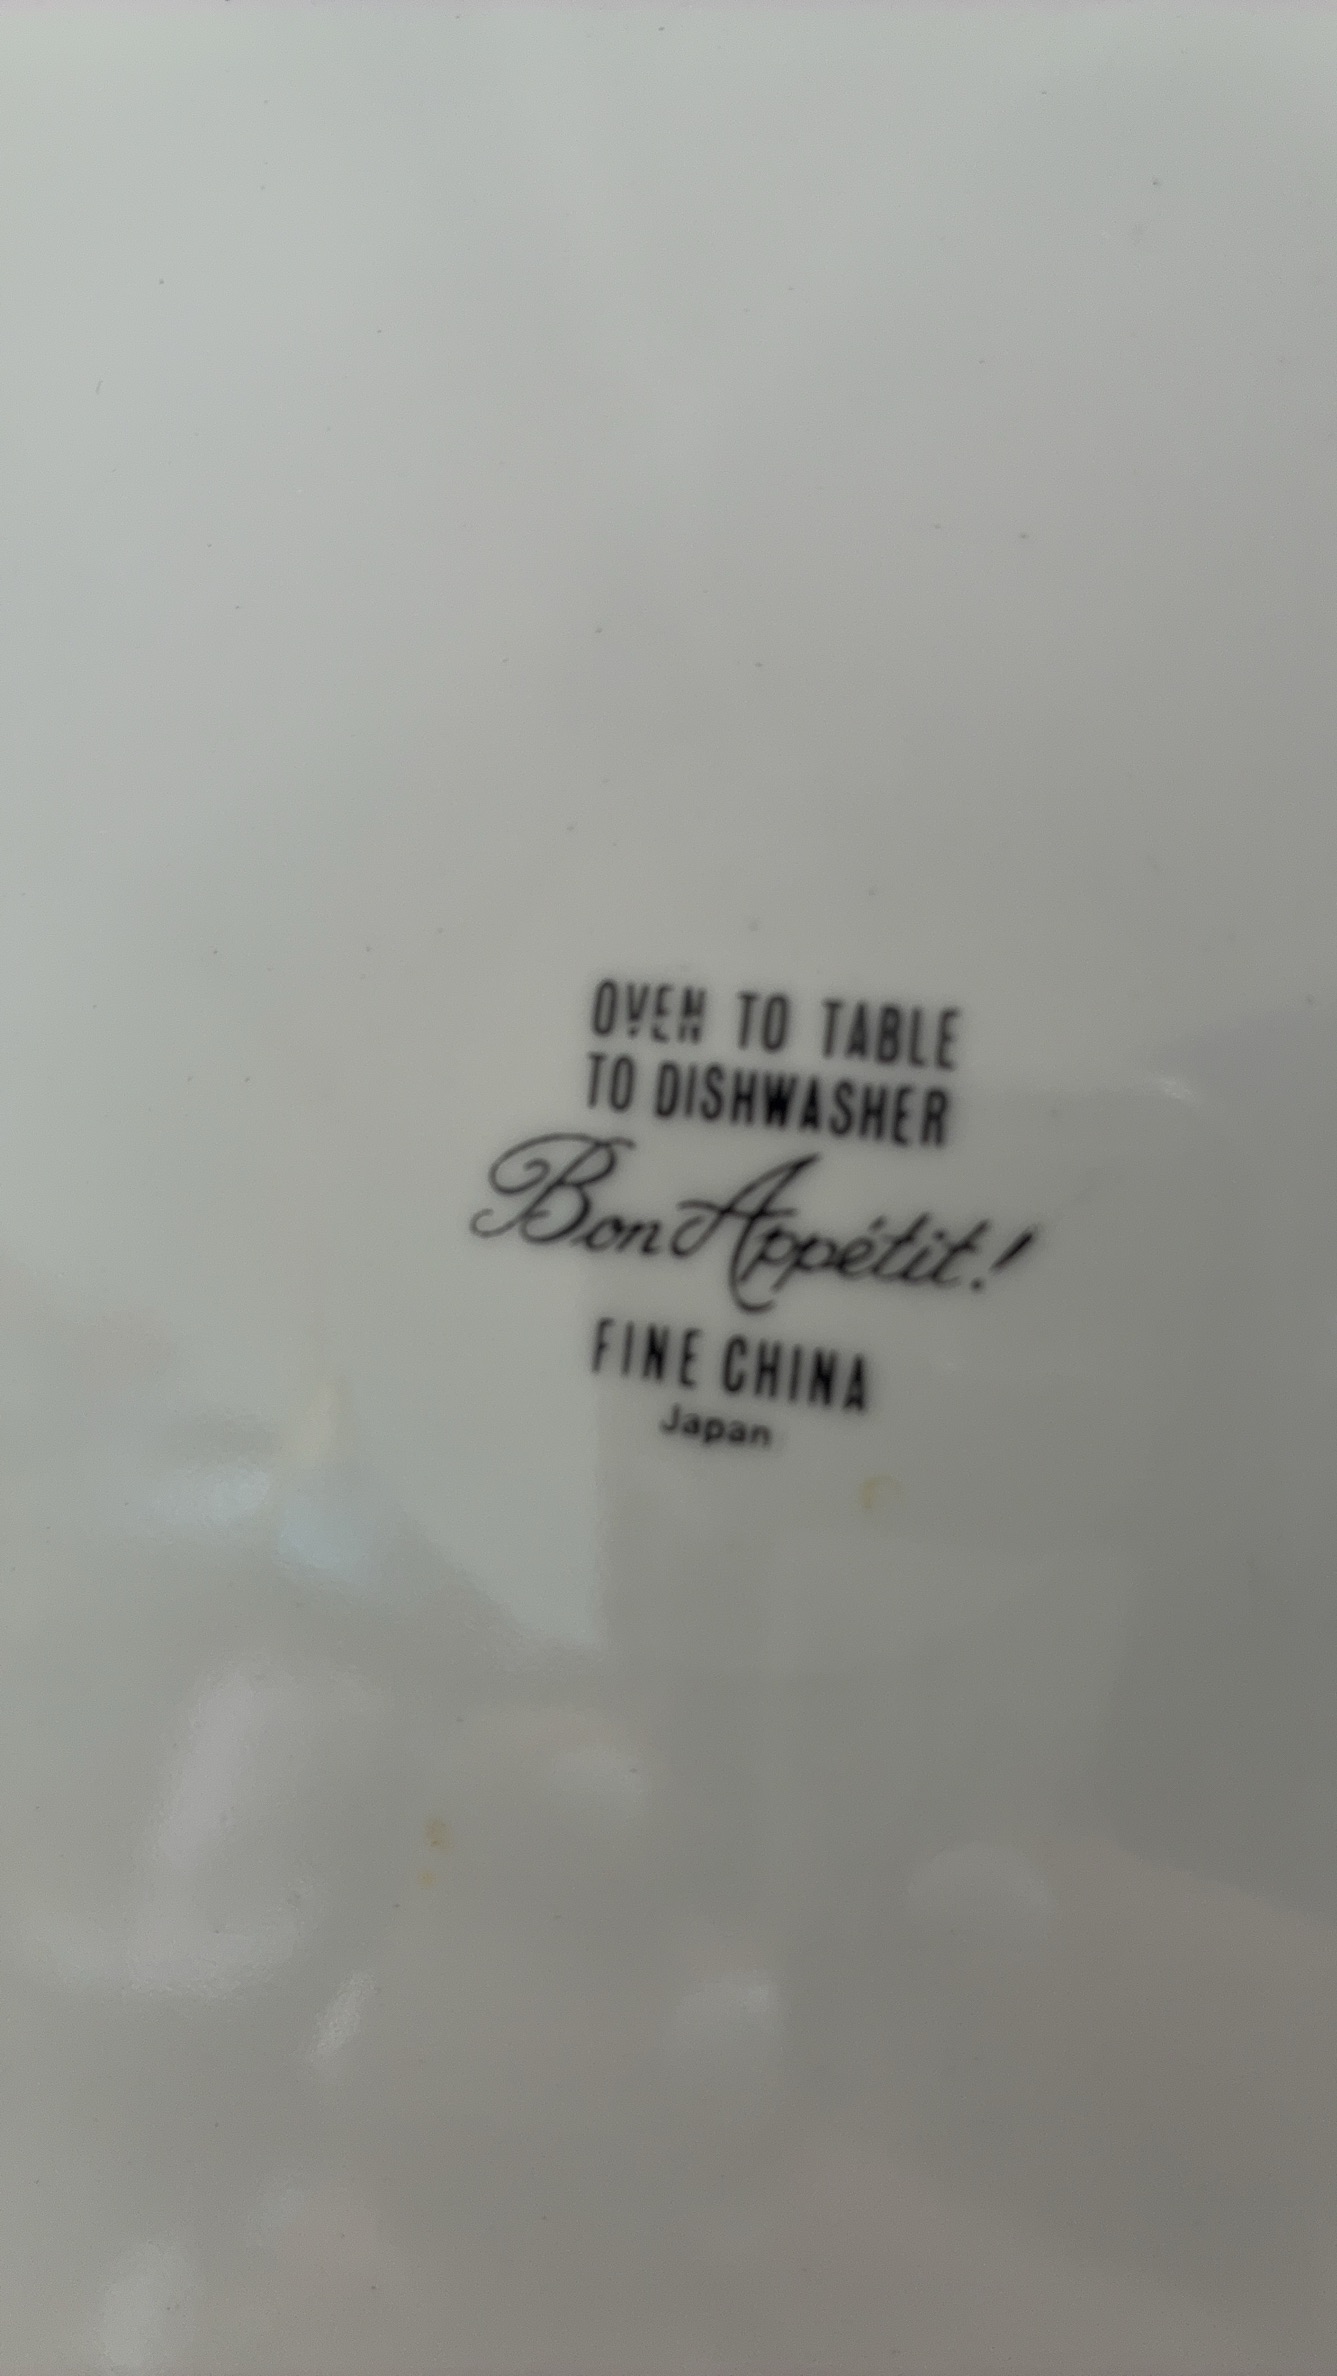 OVEN TO TABLE
TO DISHWASHER
Bon Appétit!
FINE CHINA
Japan